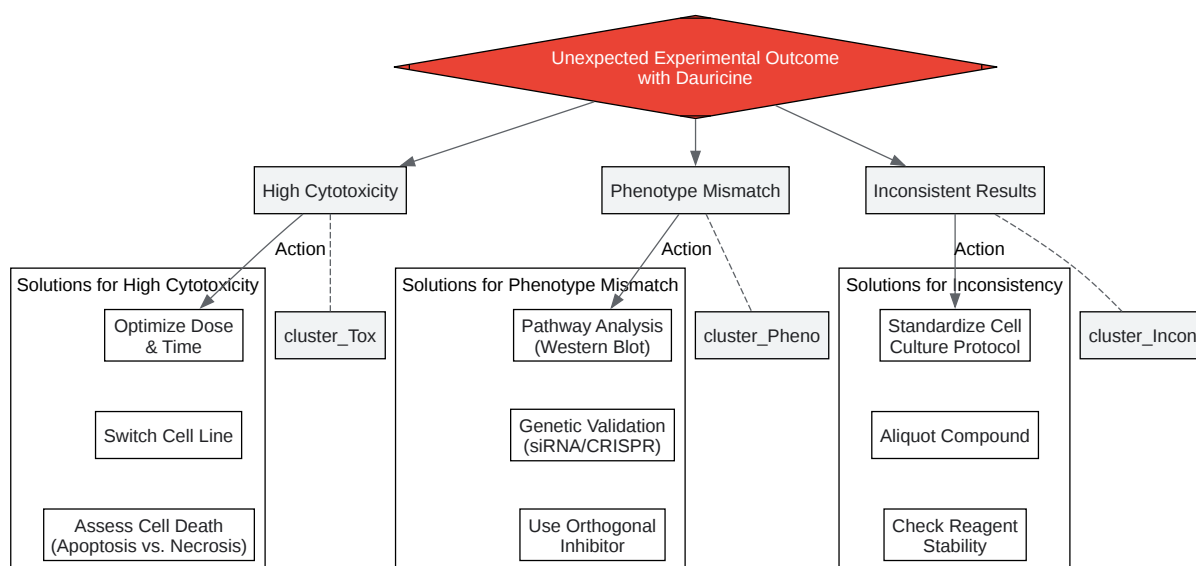 Unexpected Experimental Outcome
with Dauricine
High Cytotoxicity
Phenotype Mismatch
Inconsistent Results
Action
Action
Action
Solutions for High Cytotoxicity
Optimize Dose
& Time
cluster_Tox
Switch Cell Line
Assess Cell Death
(Apoptosis vs. Necrosis)
Solutions for Phenotype Mismatch
Pathway Analysis
(Western Blot)
cluster_Pheno
Genetic Validation
(siRNA/CRISPR)
Use Orthogonal
Inhibitor
Solutions for Inconsistency
Standardize Cell
Culture Protocol
cluster_Incon
Aliquot Compound
Check Reagent
Stability